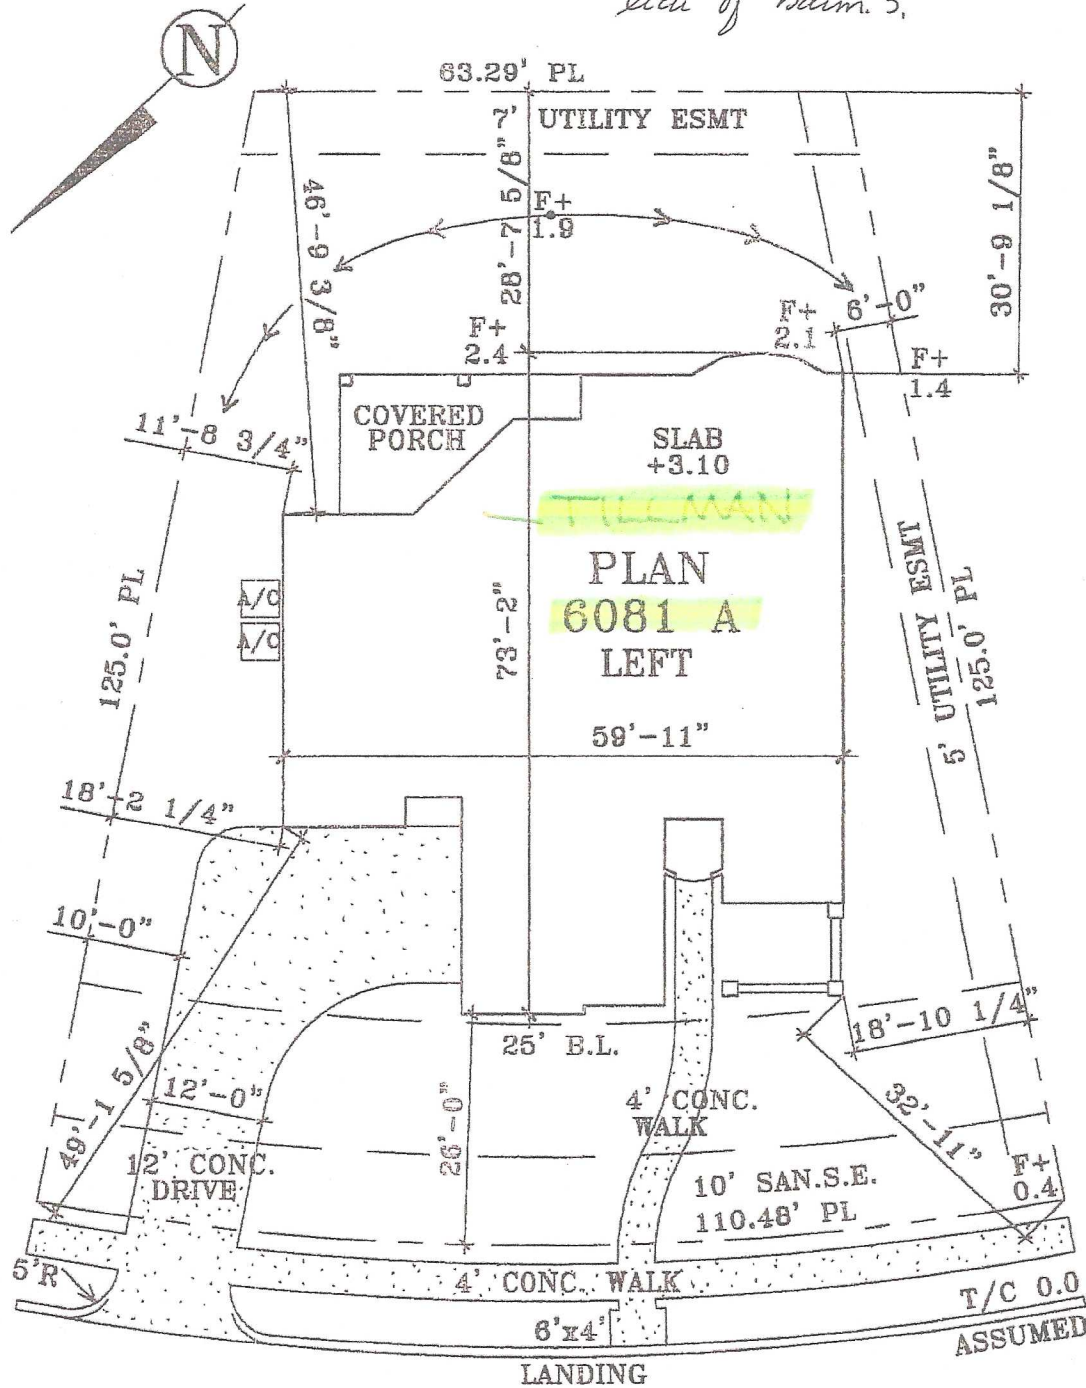 N
63.29' PL
7' UTILITY ESMT
46'-9 3/8"
28'-7 5/8"
F+
1.9
30'-9 1/8"
6'-0"
F+
2.1
F+
2.4
F+
1.4
11'-8 3/4"
COVERED
PORCH
SLAB
+3.10
TILLMAN
PLAN
6081 A
LEFT
A/C
A/C
125.0' PL
73'-2"
5' UTILITY ESMT
125.0' PL
59'-11"
18'-2 1/4"
10'-0"
25' B.L.
18'-10 1/4"
49'-1 5/8"
12'-0"
26'-0"
4' CONC.
WALK
32'-11"
12' CONC.
DRIVE
10' SAN.S.E.
110.48' PL
F+
0.4
5'R
4' CONC. WALK
T/C 0.0
ASSUMED
6'x4'
LANDING